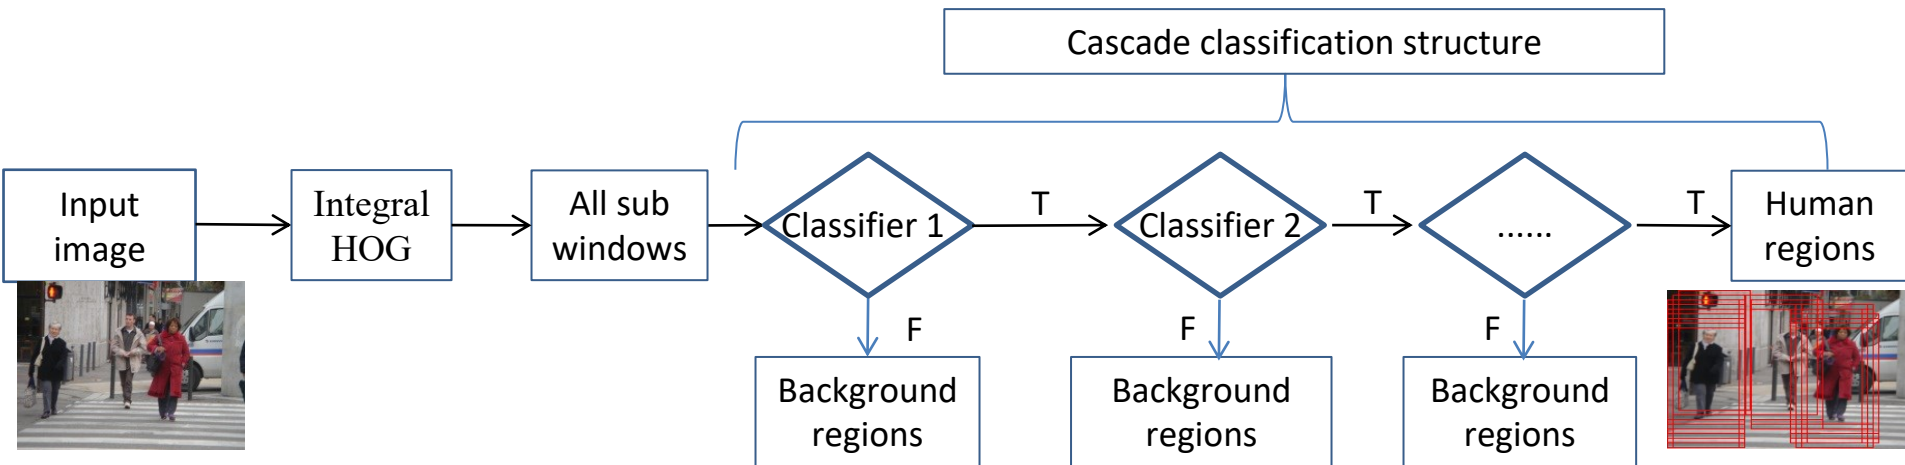 Cascade classification structure
Input
image
Integral
HOG
All sub
windows
Classifier 1
T
Classifier 2
T
......
T
Human
regions
F
F
F
Background
regions
Background
regions
Background
regions